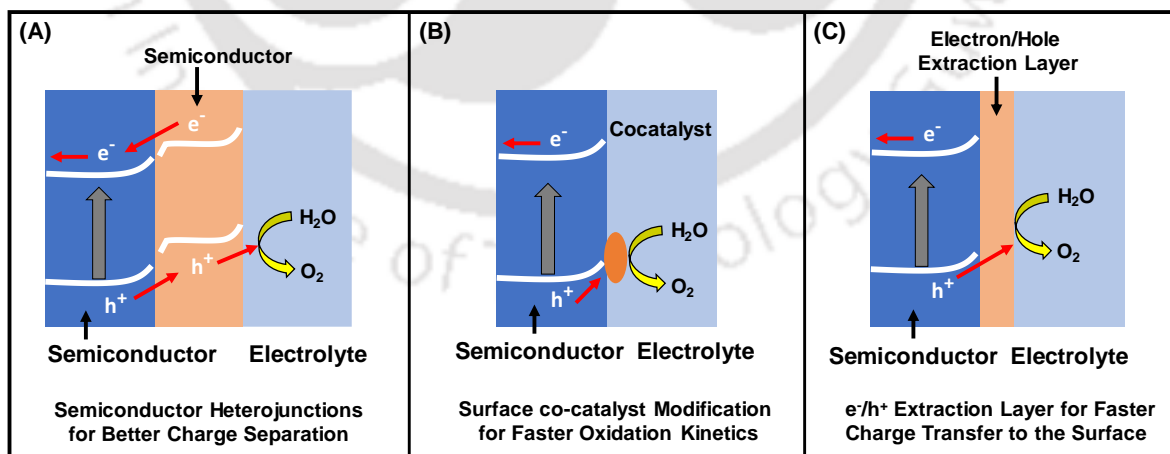 (A)
Semiconductor
e⁻
e⁻
H₂O
h⁺
O₂
h⁺
Semiconductor Electrolyte
Semiconductor Heterojunctions
for Better Charge Separation
(B)
e⁻
Cocatalyst
H₂O
h⁺
O₂
Semiconductor Electrolyte
Surface co-catalyst Modification
for Faster Oxidation Kinetics
(C)
Electron/Hole
Extraction Layer
e⁻
H₂O
h⁺
O₂
Semiconductor Electrolyte
e⁻/h⁺ Extraction Layer for Faster
Charge Transfer to the Surface